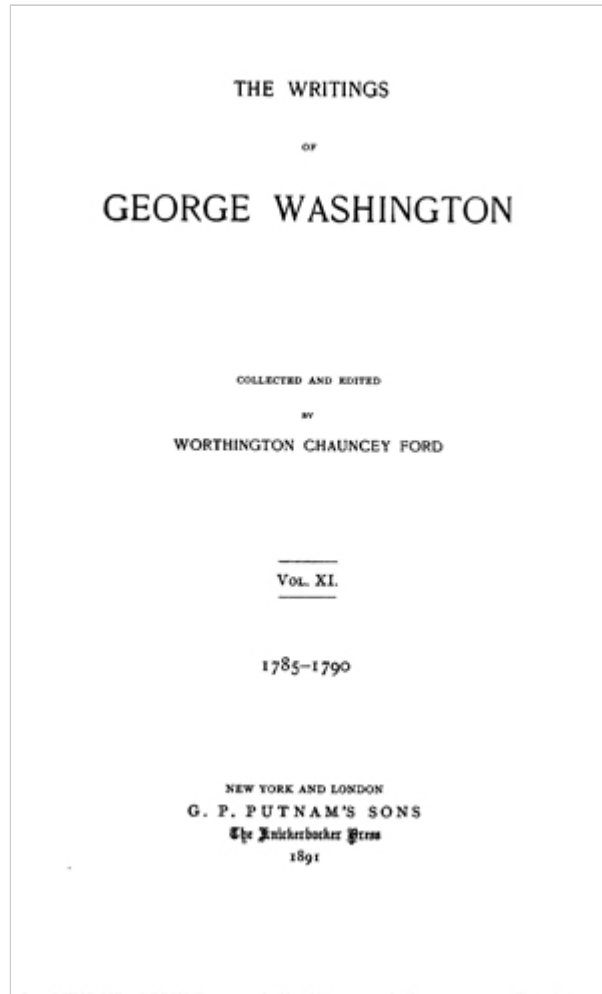 THE WRITINGS
OF
GEORGE WASHINGTON
COLLECTED AND EDITED
BY
WORTHINGTON CHAUNCEY FORD
VOL. XI.
1785–1790
NEW YORK AND LONDON
G. P. PUTNAM'S SONS
The Knickerbocker Press
1891